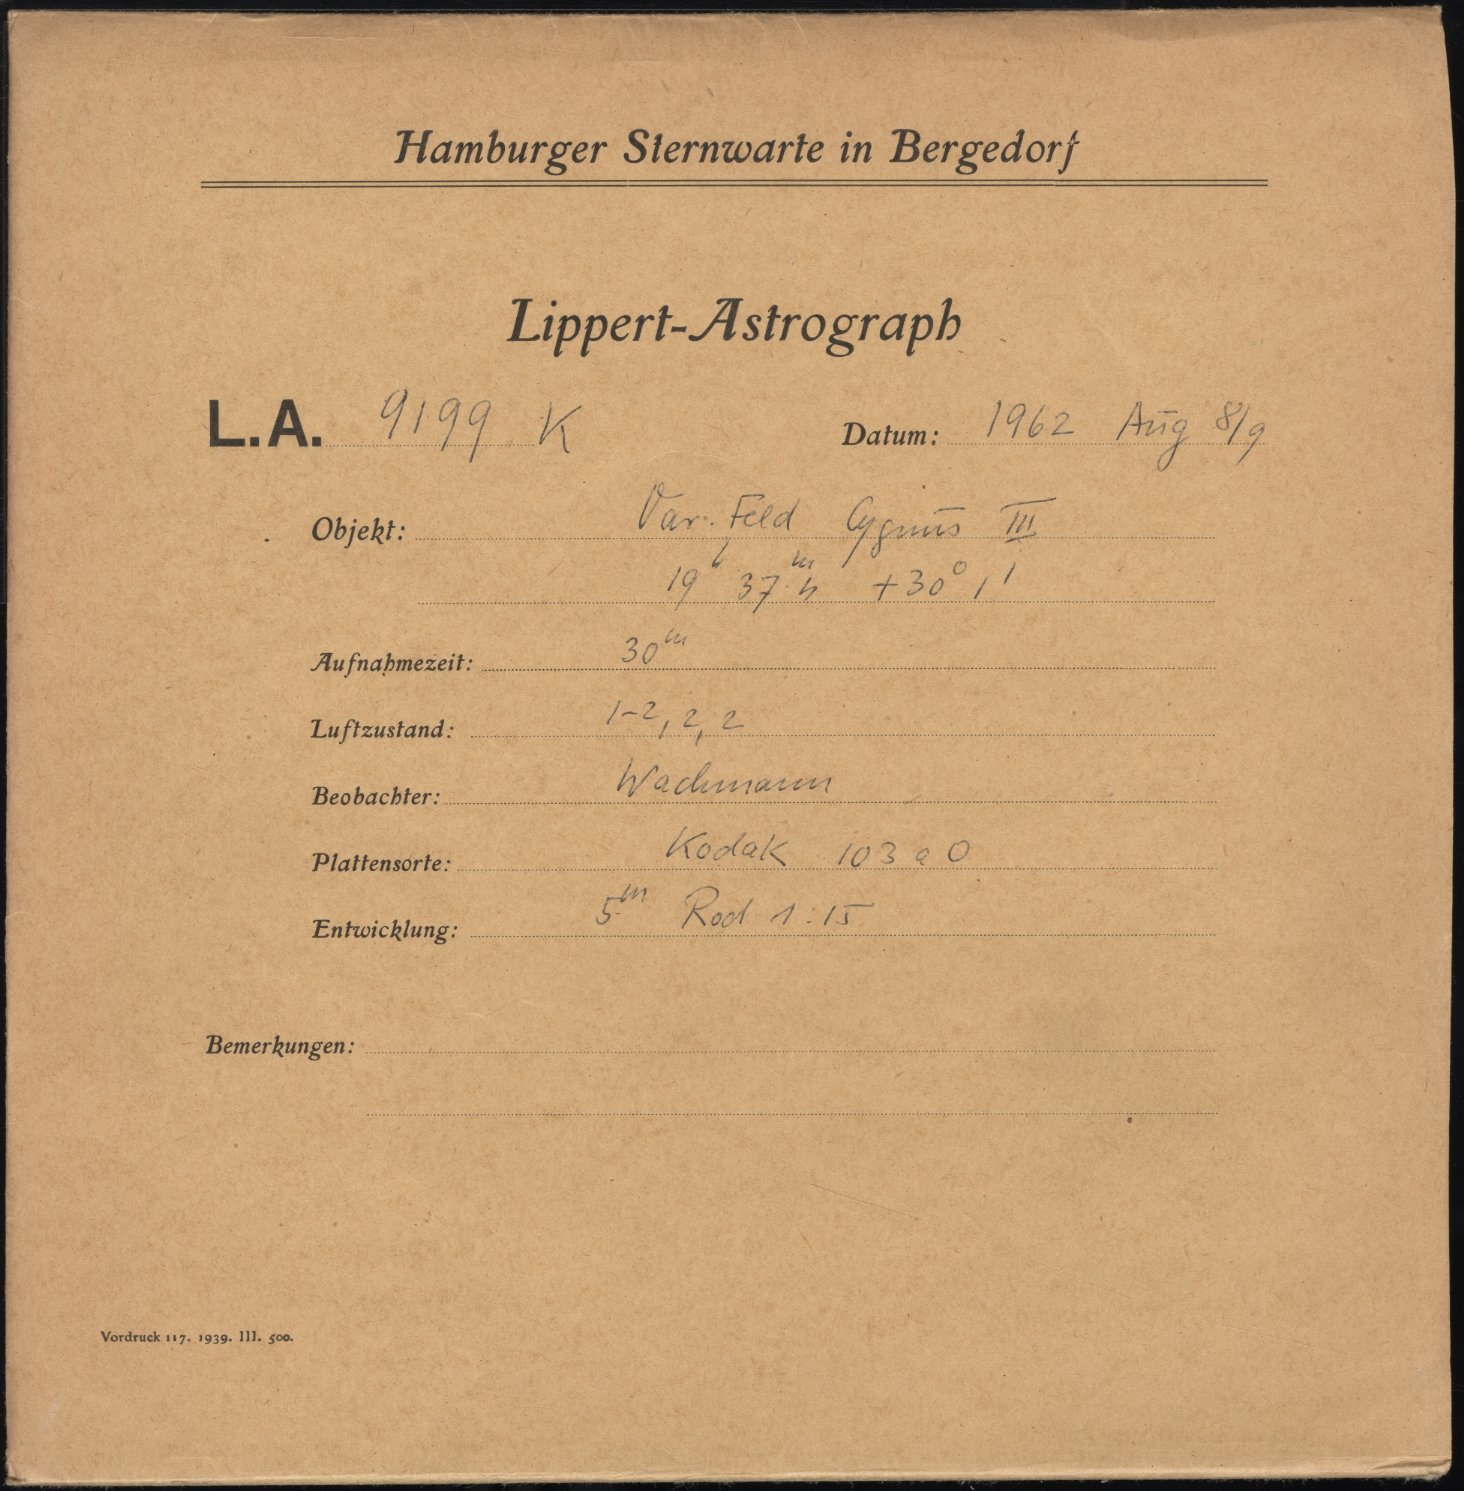 Hamburger Sternwarte in Bergedorf
Lippert-Astrograph
L.A. 9199 K Datum: 1962 Aug 8/9
Objekt: Var. Feld Cygnus III
19h 37m. +30° 1'
Aufnahmezeit: 30m
Luftzustand: 1-2, 2, 2
Beobachter: Wachmann
Plattensorte: Kodak 103 a O
Entwicklung: 5m Rod 1:15
Bemerkungen:
Vordruck 117. 1939. III. 500.